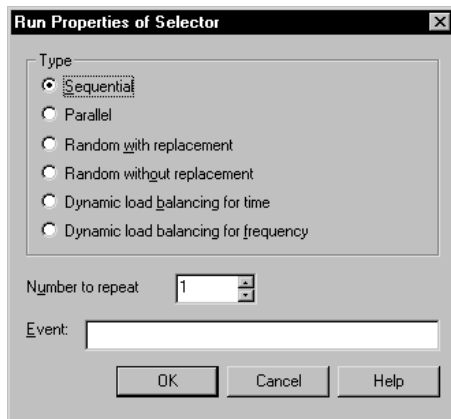 Run Properties of Selector
Type
Sequential
Parallel
Random with replacement
Random without replacement
Dynamic load balancing for time
Dynamic load balancing for frequency
Number to repeat 1
Event:
OK Cancel Help